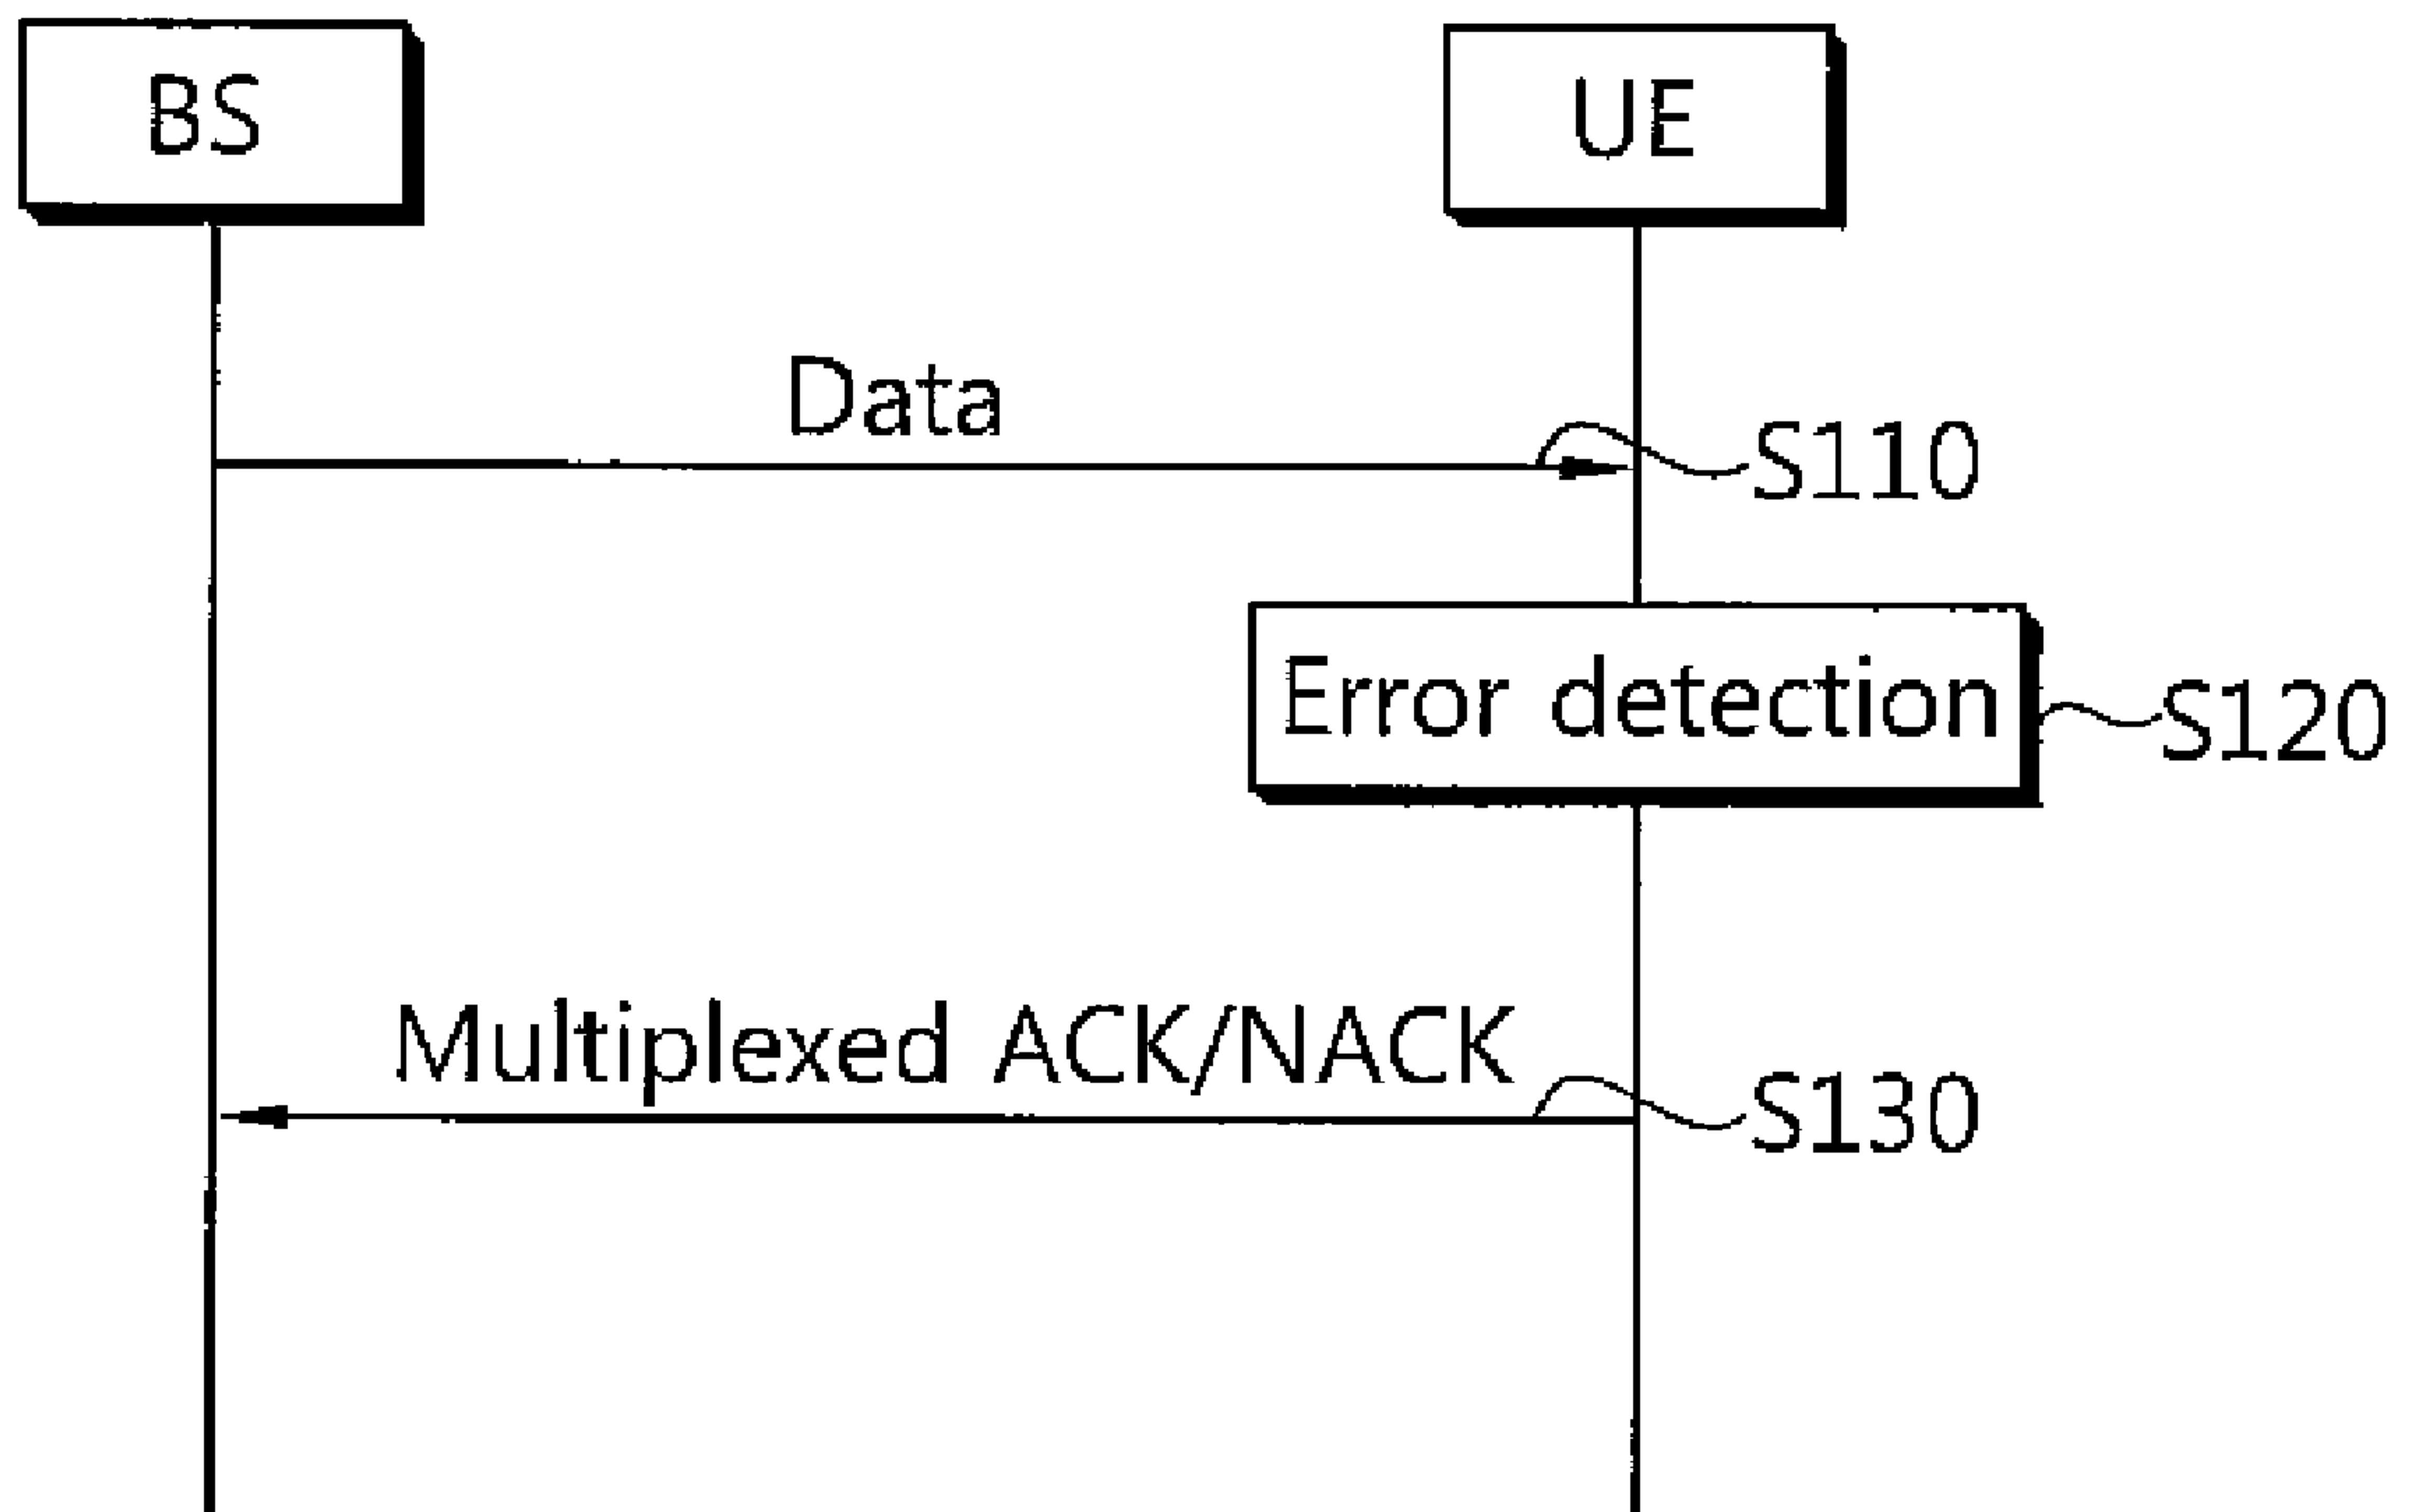 BS
UE
Data
S110
Error detection
S120
Multiplexed ACK/NACK
S130